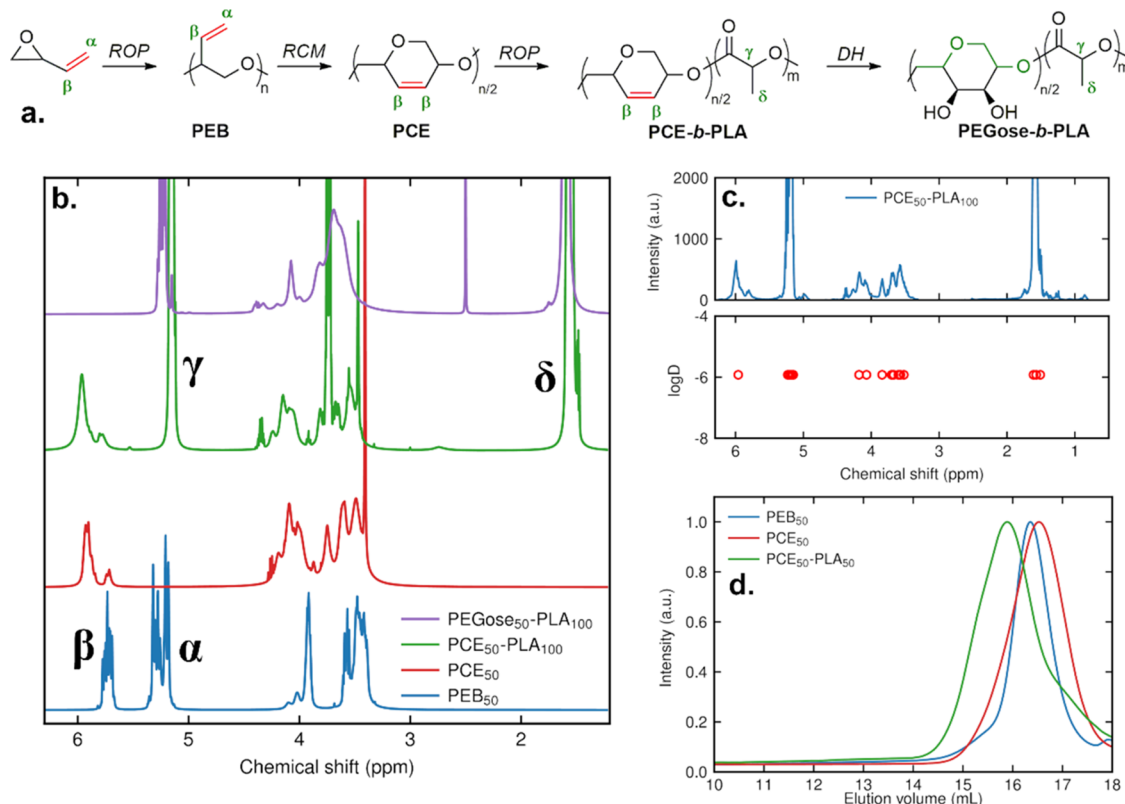 α
β
ROP
β
α
O
O
n
PEB
RCM
O
O
n/2
β β
PCE
ROP
O
O
n/2
β β
O
γ
O
m
δ
PCE-b-PLA
DH
O
O
n/2
HO OH
O
γ
O
m
δ
PEGose-b-PLA
a.
b.
γ
δ
β
α
PEGose₅₀-PLA₁₀₀
PCE₅₀-PLA₁₀₀
PCE₅₀
PEB₅₀
6 5 4 3 2
Chemical shift (ppm)
c.
PCE₅₀-PLA₁₀₀
Intensity (a.u.)
2000
1000
0
logD
-4
-6
-8
6 5 4 3 2 1
Chemical shift (ppm)
d.
PEB₅₀
PCE₅₀
PCE₅₀-PLA₅₀
Intensity (a.u.)
1.0
0.8
0.6
0.4
0.2
0.0
10 11 12 13 14 15 16 17 18
Elution volume (mL)